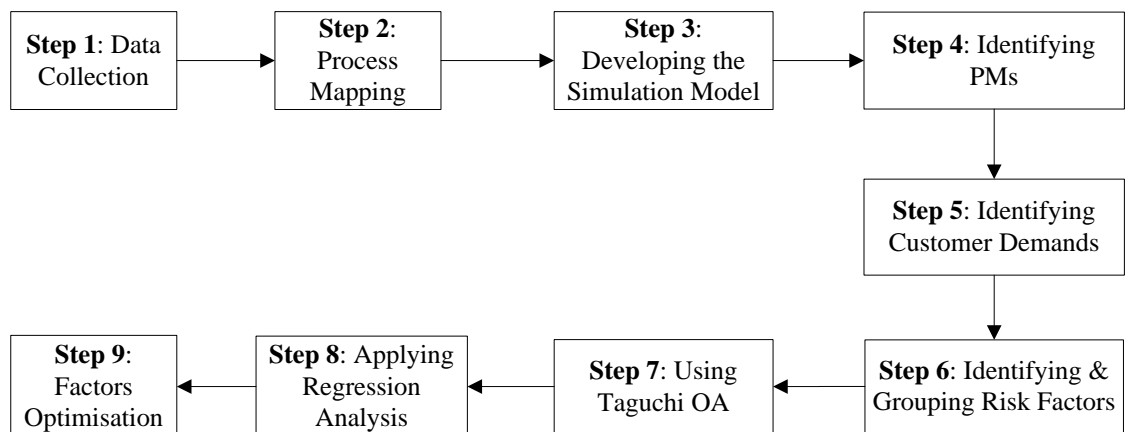 Step 1: Data
Collection
Step 2:
Process
Mapping
Step 3:
Developing the
Simulation Model
Step 4: Identifying
PMs
Step 5: Identifying
Customer Demands
Step 6: Identifying &
Grouping Risk Factors
Step 7: Using
Taguchi OA
Step 8: Applying
Regression
Analysis
Step 9:
Factors
Optimisation